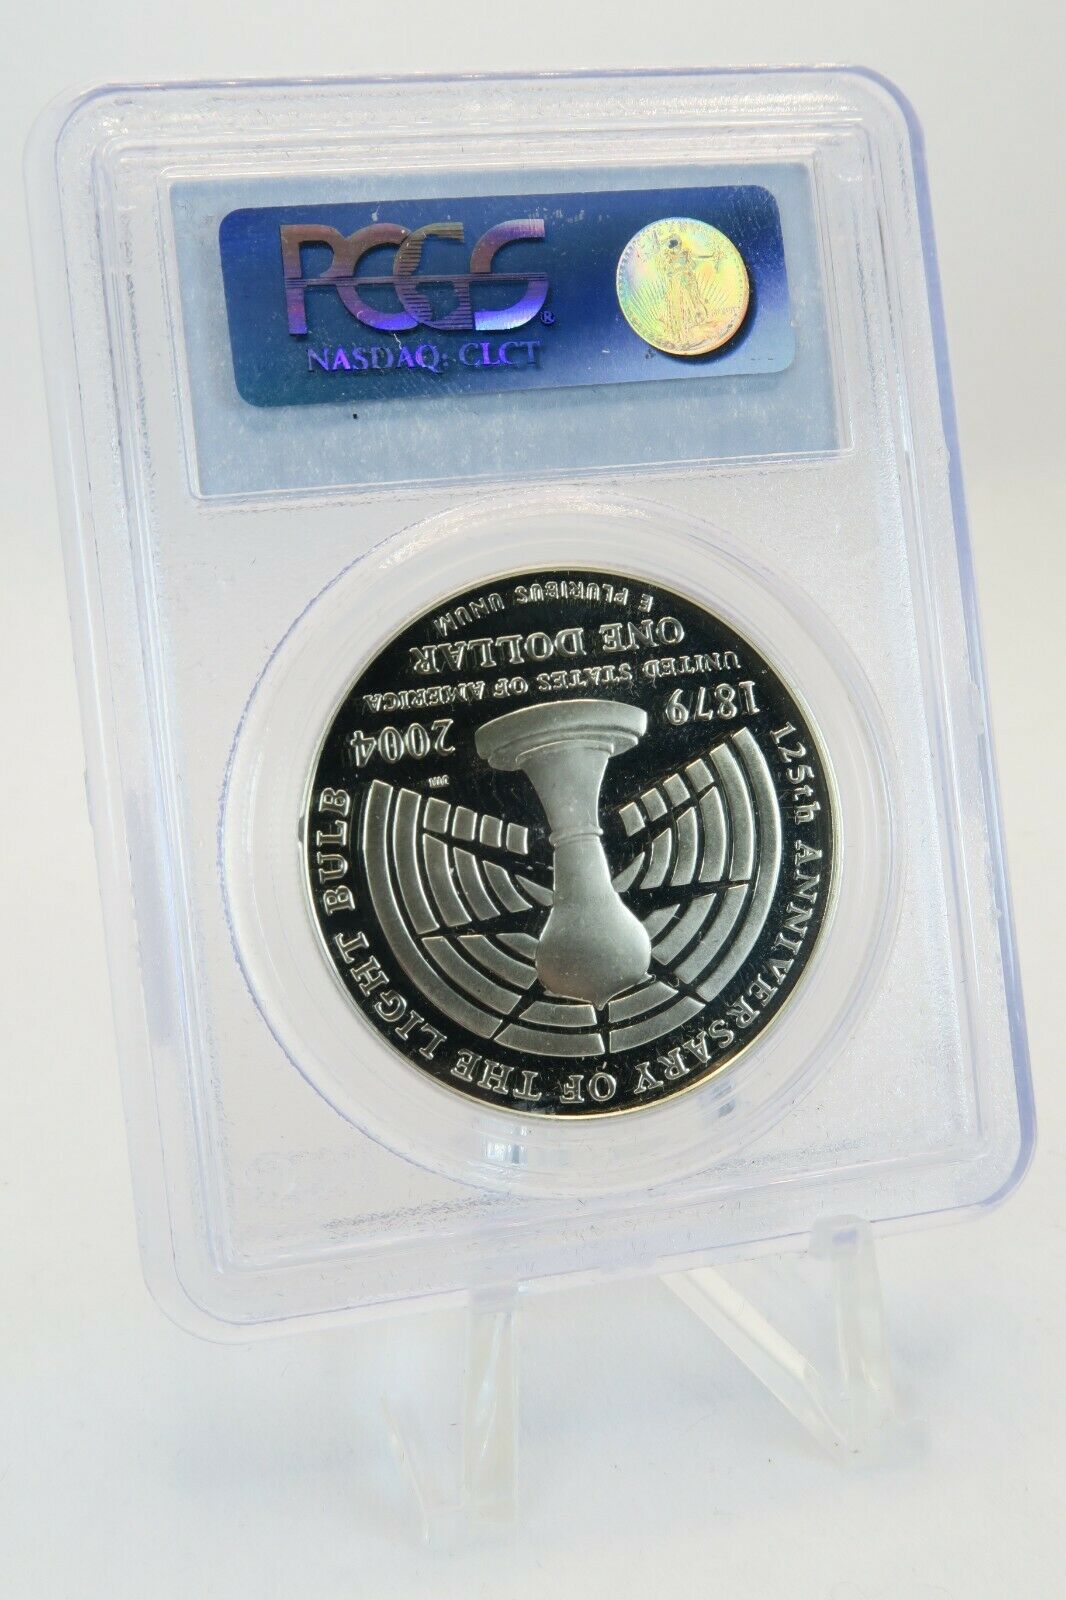 PCGS®
NASDAQ: CLCT
125th ANNIVERSARY OF THE LIGHT BULB
1879 2004
UNITED STATES OF AMERICA
ONE DOLLAR
E PLURIBUS UNUM